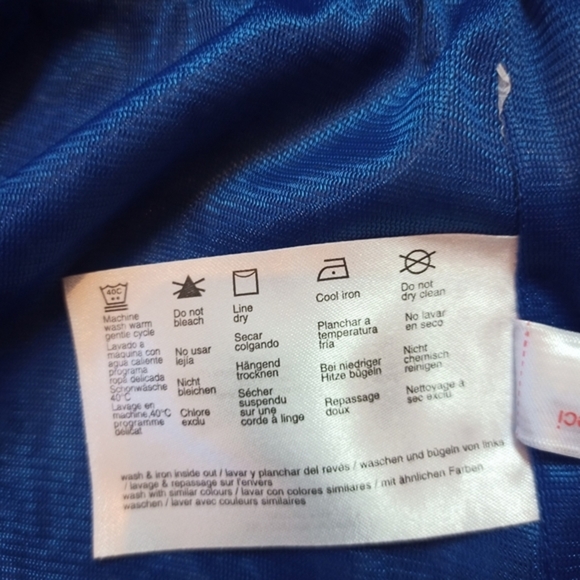 40C
Machine
wash warm
gentle cycle
Lavado a
maquina con
agua caliente
programa
ropa delicada
Schonwäsche
40°C
Lavage en
machine,40°C
programme
délicat
Do not
bleach
No usar
lejía
Nicht
bleichen
Chlore
exclu
Line
dry
Secar
colgando
Hängend
trocknen
Sécher
suspendu
sur une
corde à linge
Cool iron
Planchar a
temperatura
fría
Bei niedriger
Hitze bügeln
Repassage
doux
Do not
dry clean
No lavar
en seco
Nicht
chemisch
reinigen
Nettoyage à
sec exclu
wash & iron inside out / lavar y planchar del revés / waschen und bügeln von links
/ lavage & repassage sur l'envers
wash with similar colours / lavar con colores similares / mit ähnlichen Farben
waschen / laver avec couleurs similaires